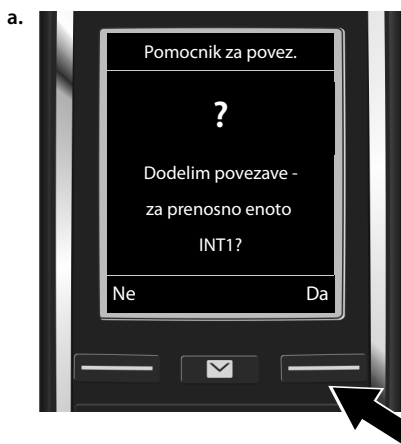 a.
Pomocnik za povez.
?
Dodelim povezave -
za prenosno enoto
INT1?
Ne Da